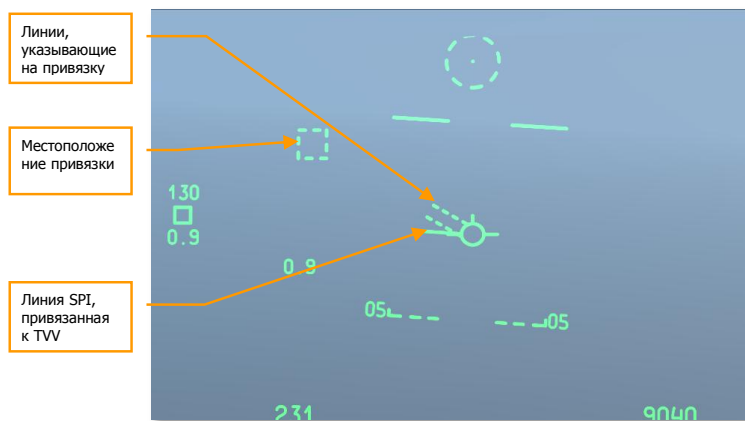 Линии,
указывающие
на привязку
Местоположе
ние привязки
130
0.9
0.9
Линия SPI,
привязанная
к TVV
05
05
231
9040